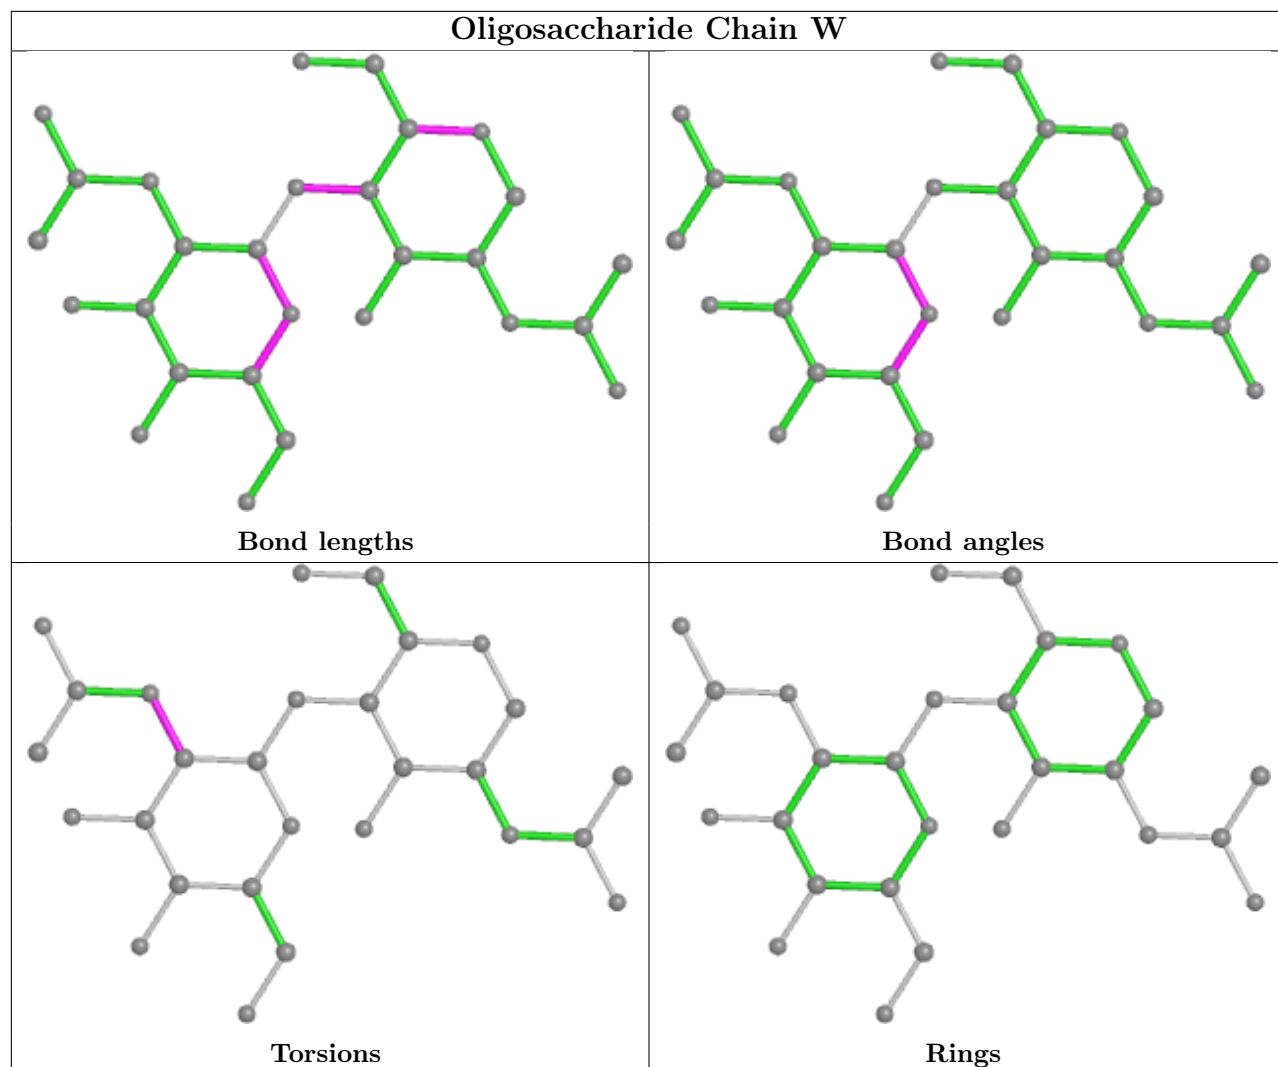 Oligosaccharide Chain W
Bond lengths
Bond angles
Torsions
Rings